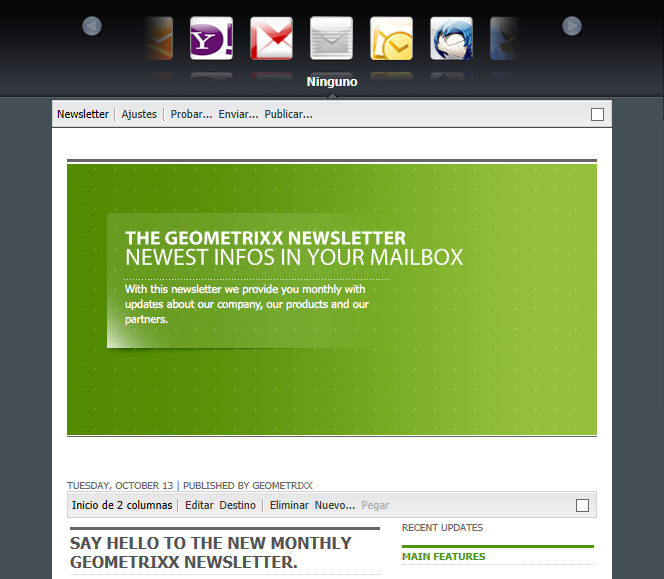 Y!
Ninguno
Newsletter Ajustes Probar... Enviar... Publicar...
THE GEOMETRIXX NEWSLETTER
NEWEST INFOS IN YOUR MAILBOX
With this newsletter we provide you monthly with
updates about our company, our products and our
partners.
TUESDAY, OCTOBER 13 | PUBLISHED BY GEOMETRIXX
Inicio de 2 columnas Editar Destino Eliminar Nuevo... Pegar
SAY HELLO TO THE NEW MONTHLY
GEOMETRIXX NEWSLETTER.
RECENT UPDATES
MAIN FEATURES